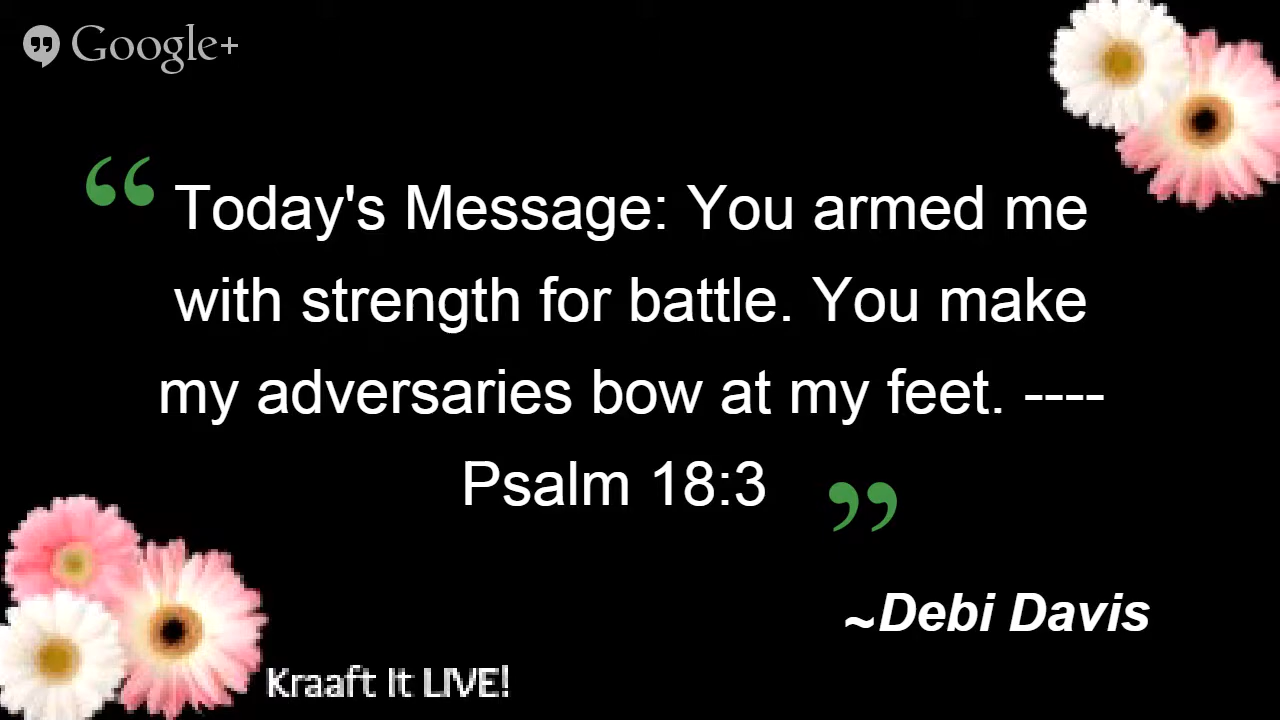 Google+
“ Today's Message: You armed me
with strength for battle. You make
my adversaries bow at my feet. ----
Psalm 18:3 ”
~Debi Davis
Kraaft It LIVE!